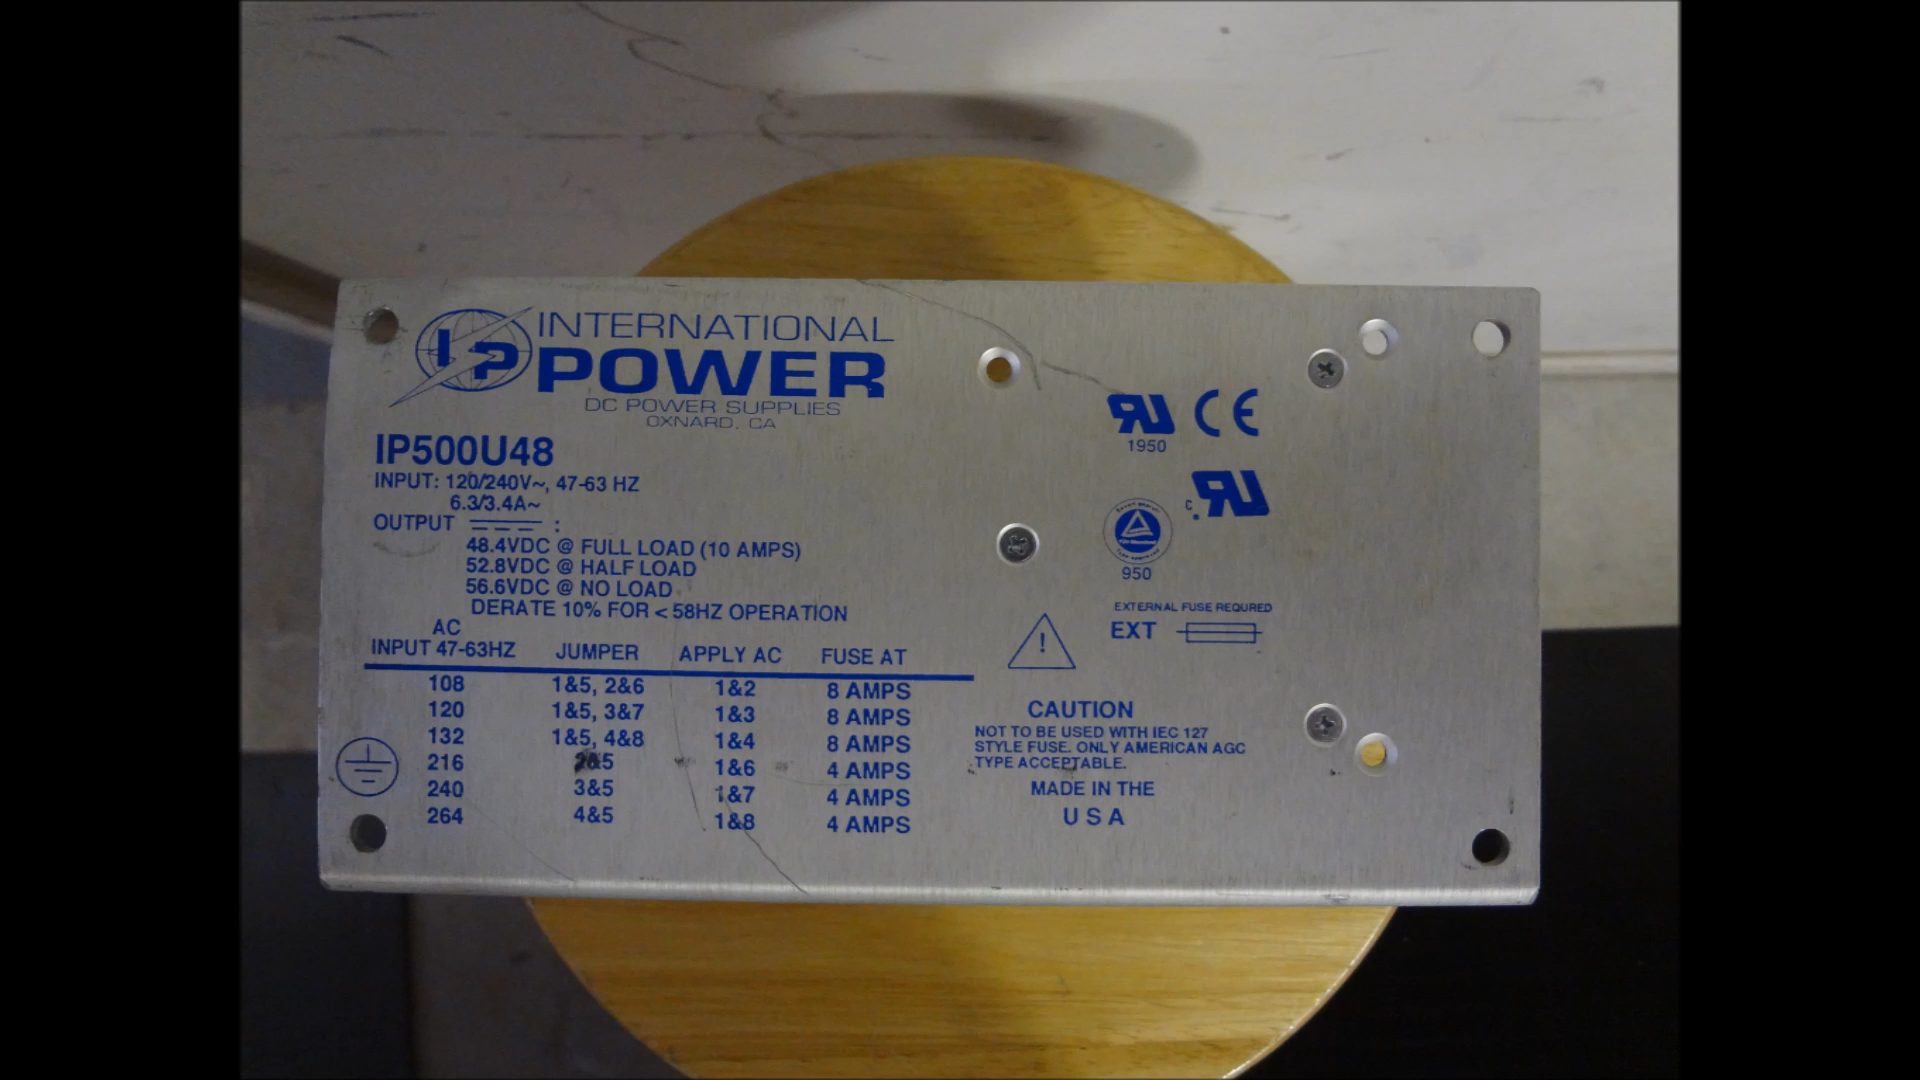 IP
INTERNATIONAL
POWER
DC POWER SUPPLIES
OXNARD, CA
IP500U48
INPUT: 120/240V~, 47-63 HZ
6.3/3.4A~
OUTPUT :
48.4VDC @ FULL LOAD (10 AMPS)
52.8VDC @ HALF LOAD
56.6VDC @ NO LOAD
DERATE 10% FOR < 58HZ OPERATION
AC
INPUT 47-63HZ JUMPER APPLY AC FUSE AT
108 1&5, 2&6 1&2 8 AMPS
120 1&5, 3&7 1&3 8 AMPS
132 1&5, 4&8 1&4 8 AMPS
216 2&5 1&6 4 AMPS
240 3&5 1&7 4 AMPS
264 4&5 1&8 4 AMPS
RU CE
1950
c RU
950
EXTERNAL FUSE REQURED
EXT
!
CAUTION
NOT TO BE USED WITH IEC 127
STYLE FUSE. ONLY AMERICAN AGC
TYPE ACCEPTABLE.
MADE IN THE
U S A